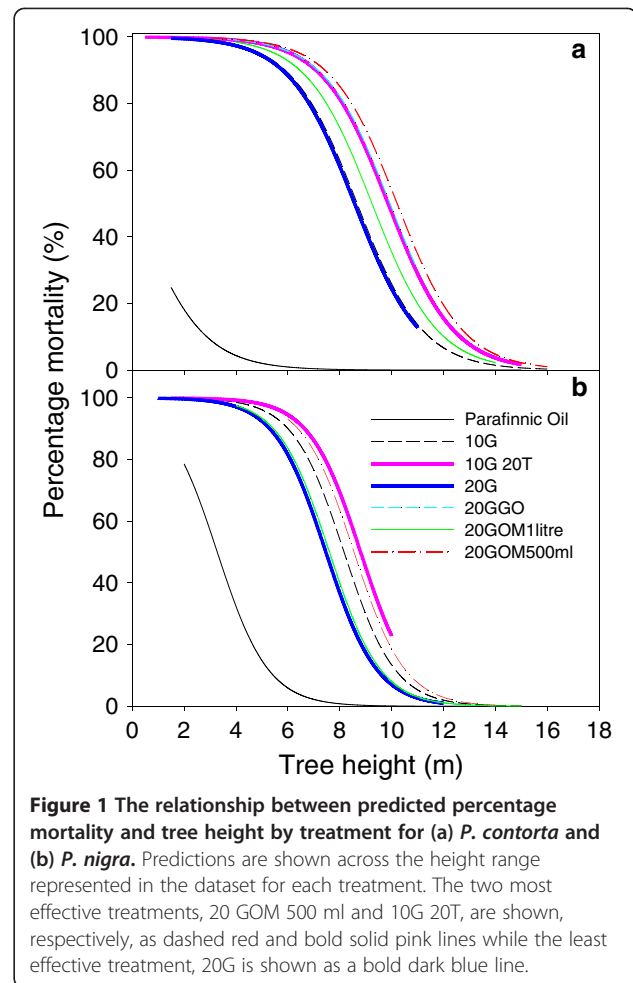 a
100
80
60
40
20
0
Percentage mortality (%)
b
100
80
60
40
20
0
Parafinnic Oil
10G
10G 20T
20G
20GGO
20GOM1litre
20GOM500ml
0 2 4 6 8 10 12 14 16 18
Tree height (m)
Figure 1 The relationship between predicted percentage
mortality and tree height by treatment for (a) P. contorta and
(b) P. nigra. Predictions are shown across the height range
represented in the dataset for each treatment. The two most
effective treatments, 20 GOM 500 ml and 10G 20T, are shown,
respectively, as dashed red and bold solid pink lines while the least
effective treatment, 20G is shown as a bold dark blue line.